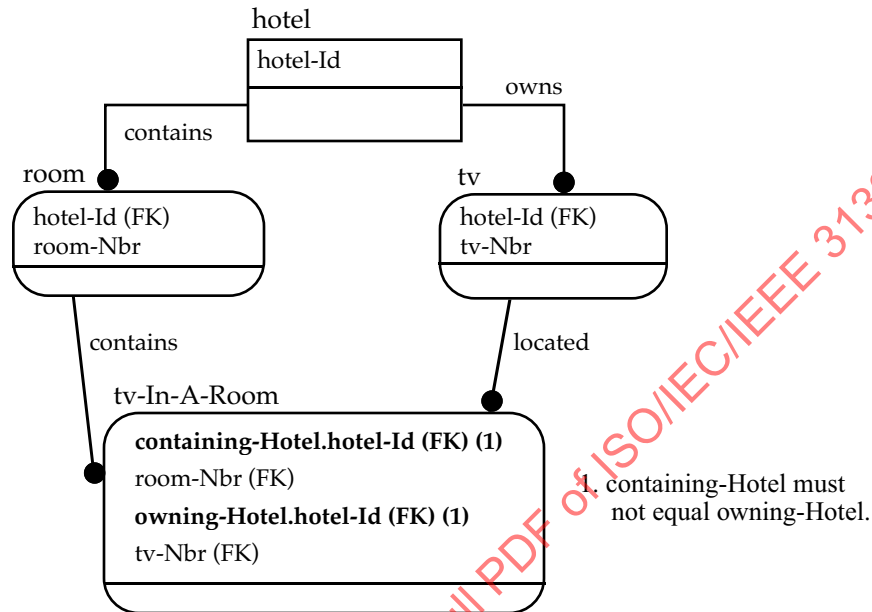 hotel
hotel-Id
contains
owns
room
hotel-Id (FK)
room-Nbr
tv
hotel-Id (FK)
tv-Nbr
contains
located
tv-In-A-Room
containing-Hotel.hotel-Id (FK) (1)
room-Nbr (FK)
owning-Hotel.hotel-Id (FK) (1)
tv-Nbr (FK)
1. containing-Hotel must
not equal owning-Hotel.
PDF of ISO/IEC/IEEE